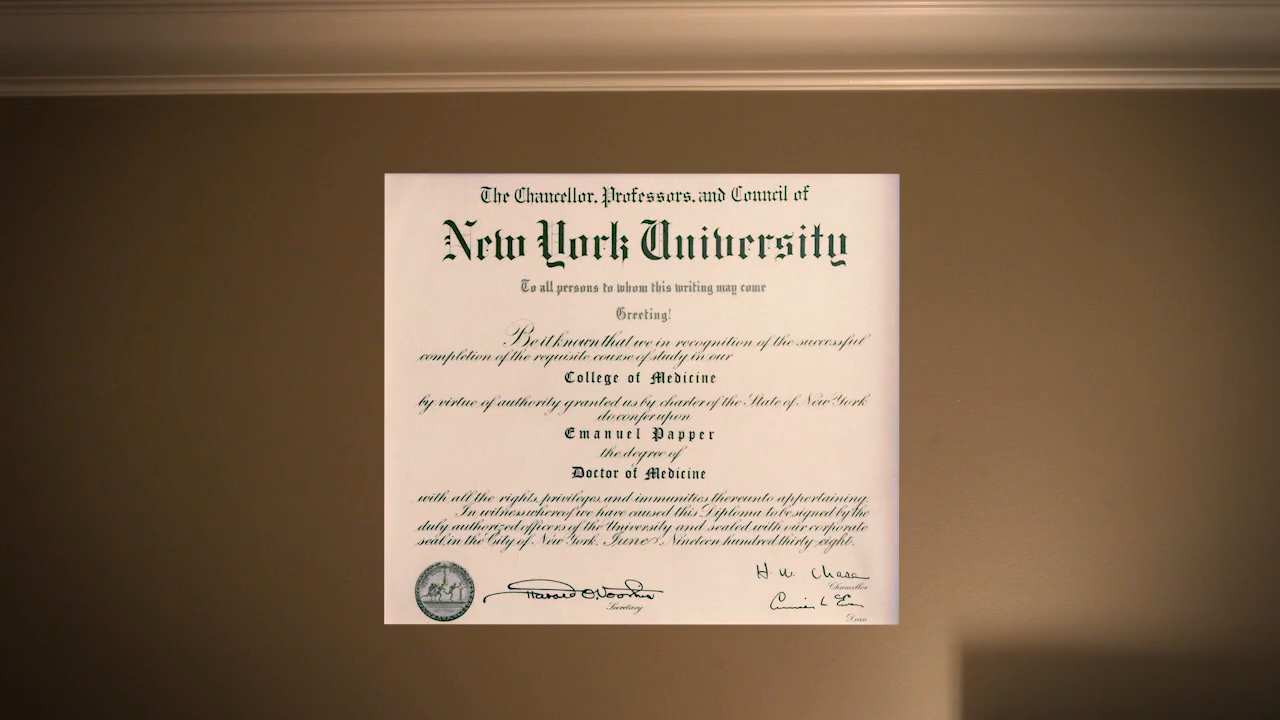 The Chancellor, Professors, and Council of
New York University
To all persons to whom this writing may come
Greeting!
Be it known that we in recognition of the successful
completion of the requisite course of study in our
College of Medicine
by virtue of authority granted us by charter of the State of New York
do confer upon
Emanuel Papper
the degree of
Doctor of Medicine
with all the rights, privileges and immunities thereunto appertaining.
In witness whereof we have caused this Diploma to be signed by the
duly authorized officers of the University and sealed with our corporate
seal in the City of New York, June, Nineteen hundred thirty-eight.
H. W. Chase
Chancellor
Harold O. Voorhis
Secretary
Dean